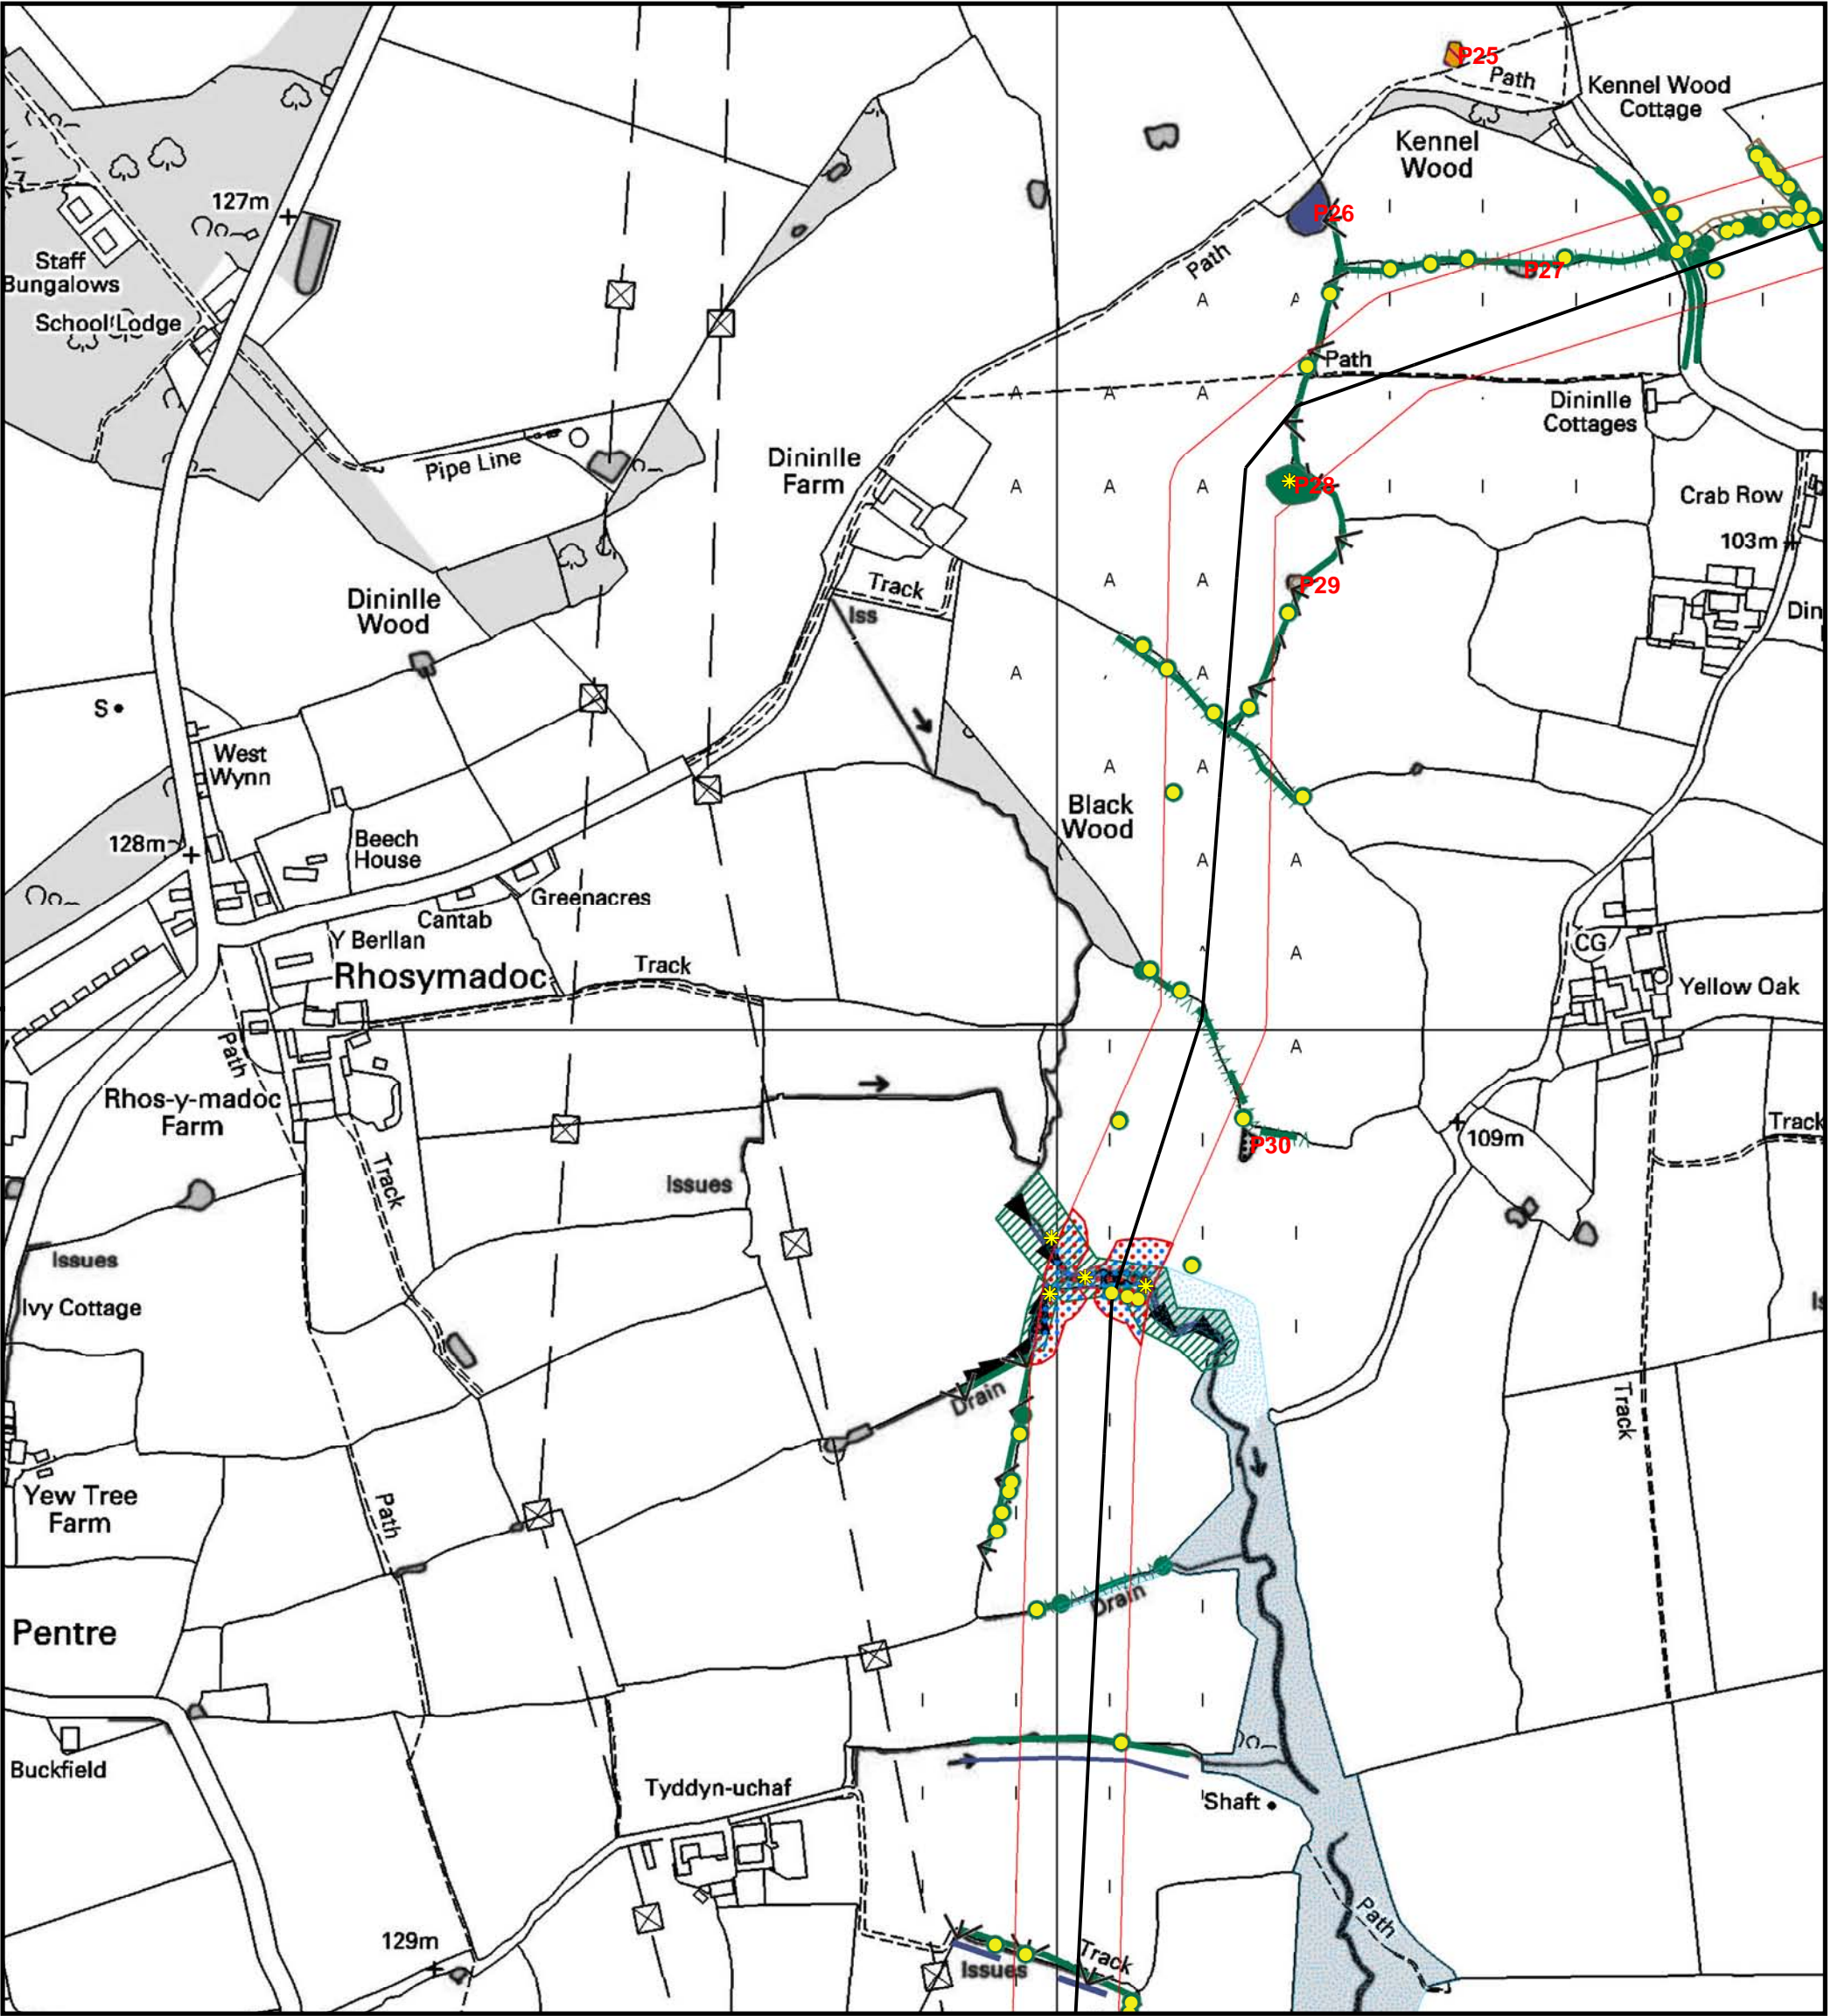 P25
Path
Kennel Wood
Cottage
Kennel
Wood
127m
P26
Staff
Bungalows
School Lodge
Path
P27
A
A
Path
A
A
A
Dininlle
Cottages
Dininlle
Farm
Pipe Line
A
A
A
P28
Crab Row
103m
Track
A
A
P29
Dininlle
Wood
Iss
Din
A
A
S
West
Wynn
A
A
Black
Wood
128m
Beech
House
A
A
Greenacres
Cantab
Y Berllan
CG
A
Rhosymadoc
Track
Yellow Oak
Path
A
Rhos-y-madoc
Farm
Track
109m
P30
Track
Issues
Issues
Ivy Cottage
Is
Drain
Track
Yew Tree
Farm
Path
Drain
Pentre
Buckfield
Tyddyn-uchaf
Shaft
Path
129m
Track
Issues